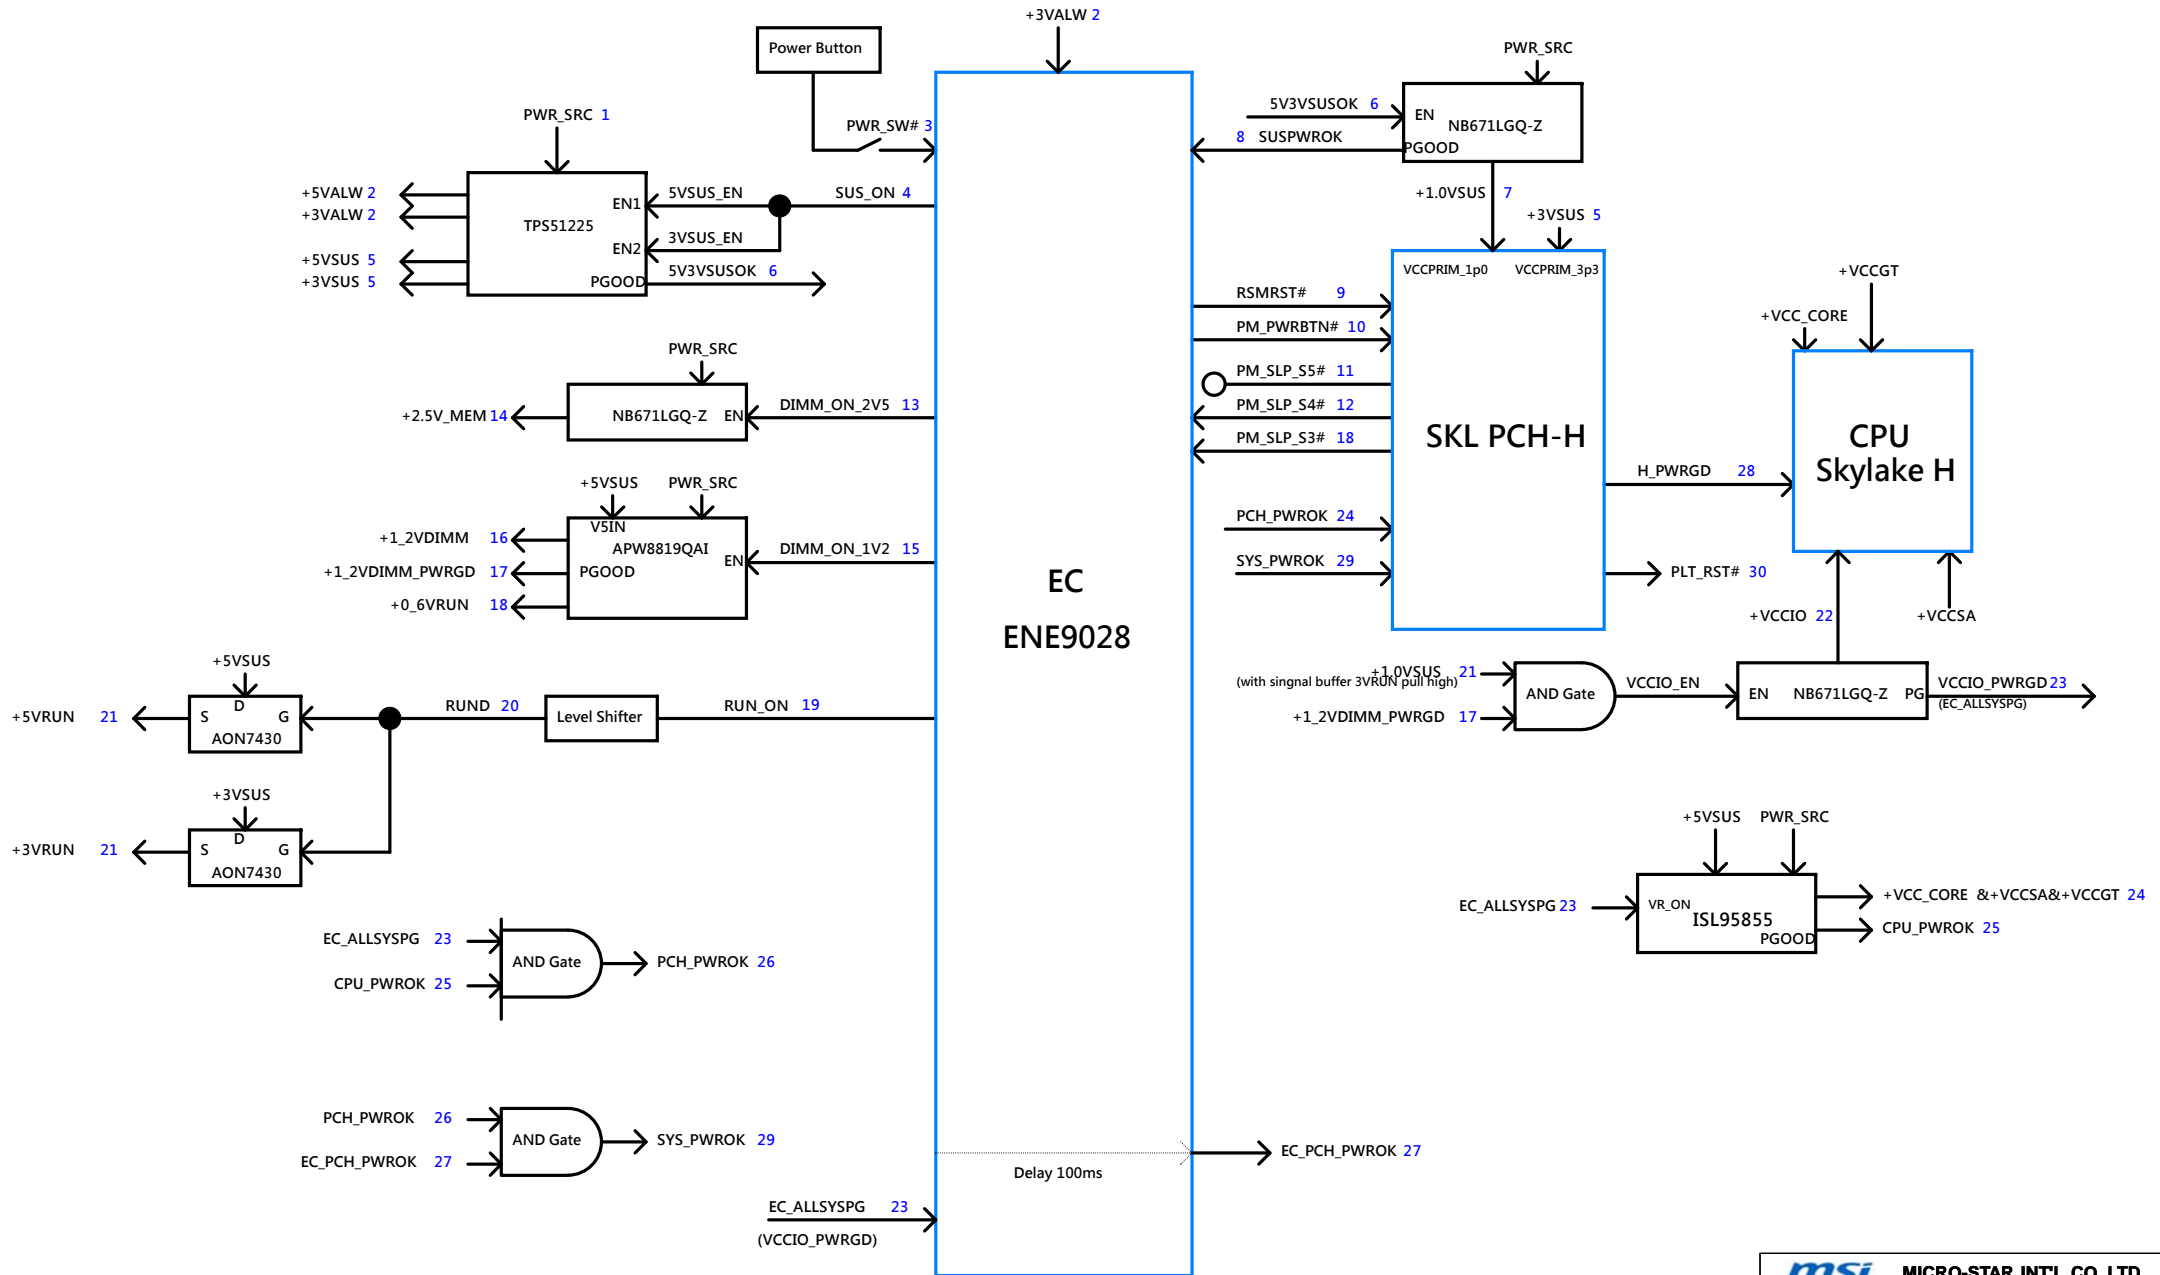 +3VALW 2
Power Button
PWR_SW# 3
PWR_SRC 1
+5VALW 2
+3VALW 2
+5VSUS 5
+3VSUS 5
TPS51225
EN1
EN2
PGOOD
5VSUS_EN
3VSUS_EN
5V3VSUSOK 6
SUS_ON 4
PWR_SRC
+2.5V_MEM 14
NB671LGQ-Z
EN
DIMM_ON_2V5 13
+5VSUS
PWR_SRC
V5IN
APW8819QAI
PGOOD
EN
+1_2VDIMM 16
+1_2VDIMM_PWRGD 17
+0_6VRUN 18
DIMM_ON_1V2 15
+5VSUS
+5VRUN 21
S
D
G
AON7430
RUND 20
Level Shifter
RUN_ON 19
+3VSUS
+3VRUN 21
S
D
G
AON7430
EC_ALLSYSPG 23
CPU_PWROK 25
AND Gate
PCH_PWROK 26
PCH_PWROK 26
EC_PCH_PWROK 27
AND Gate
SYS_PWROK 29
EC_ALLSYSPG 23
(VCCIO_PWRGD)
EC
ENE9028
Delay 100ms
EC_PCH_PWROK 27
PWR_SRC
5V3VSUSOK 6
EN
NB671LGQ-Z
PGOOD
8 SUSPWROK
+1.0VSUS 7
+3VSUS 5
VCCPRIM_1p0
VCCPRIM_3p3
RSMRST# 9
PM_PWRBTN# 10
PM_SLP_S5# 11
PM_SLP_S4# 12
PM_SLP_S3# 18
PCH_PWROK 24
SYS_PWROK 29
SKL PCH-H
H_PWRGD 28
PLT_RST# 30
+VCCGT
+VCC_CORE
CPU
Skylake H
+VCCIO 22
+VCCSA
+1.0VSUS 21
(with singnal buffer 3VRUN pull high)
+1_2VDIMM_PWRGD 17
AND Gate
VCCIO_EN
EN
NB671LGQ-Z
PG
VCCIO_PWRGD 23
(EC_ALLSYSPG)
+5VSUS
PWR_SRC
EC_ALLSYSPG 23
VR_ON
ISL95855
PGOOD
+VCC_CORE &+VCCSA&+VCCGT 24
CPU_PWROK 25
msi
MICRO-STAR INT'L CO.,LTD